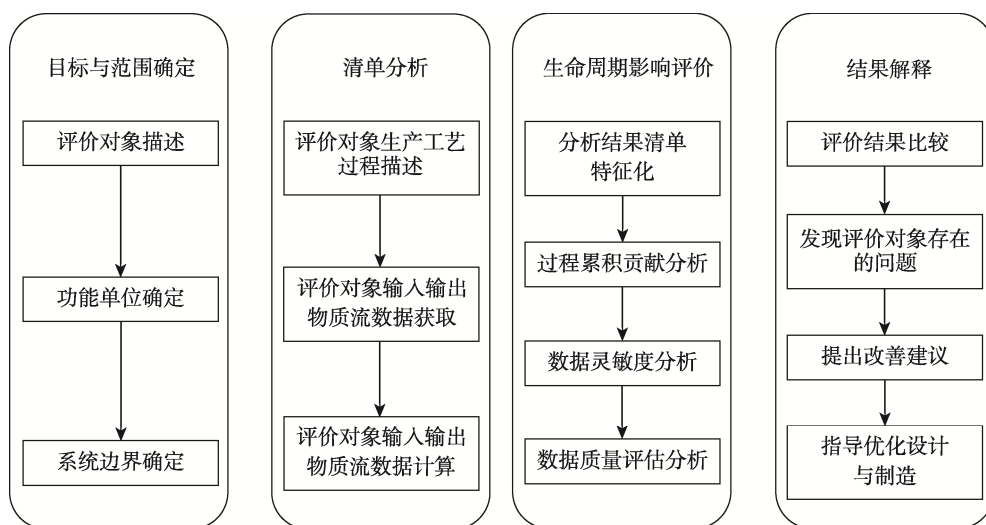 目标与范围确定
评价对象描述
功能单位确定
系统边界确定
清单分析
评价对象生产工艺
过程描述
评价对象输入输出
物质流数据获取
评价对象输入输出
物质流数据计算
生命周期影响评价
分析结果清单
特征化
过程累积贡献分析
数据灵敏度分析
数据质量评估分析
结果解释
评价结果比较
发现评价对象存在
的问题
提出改善建议
指导优化设计
与制造